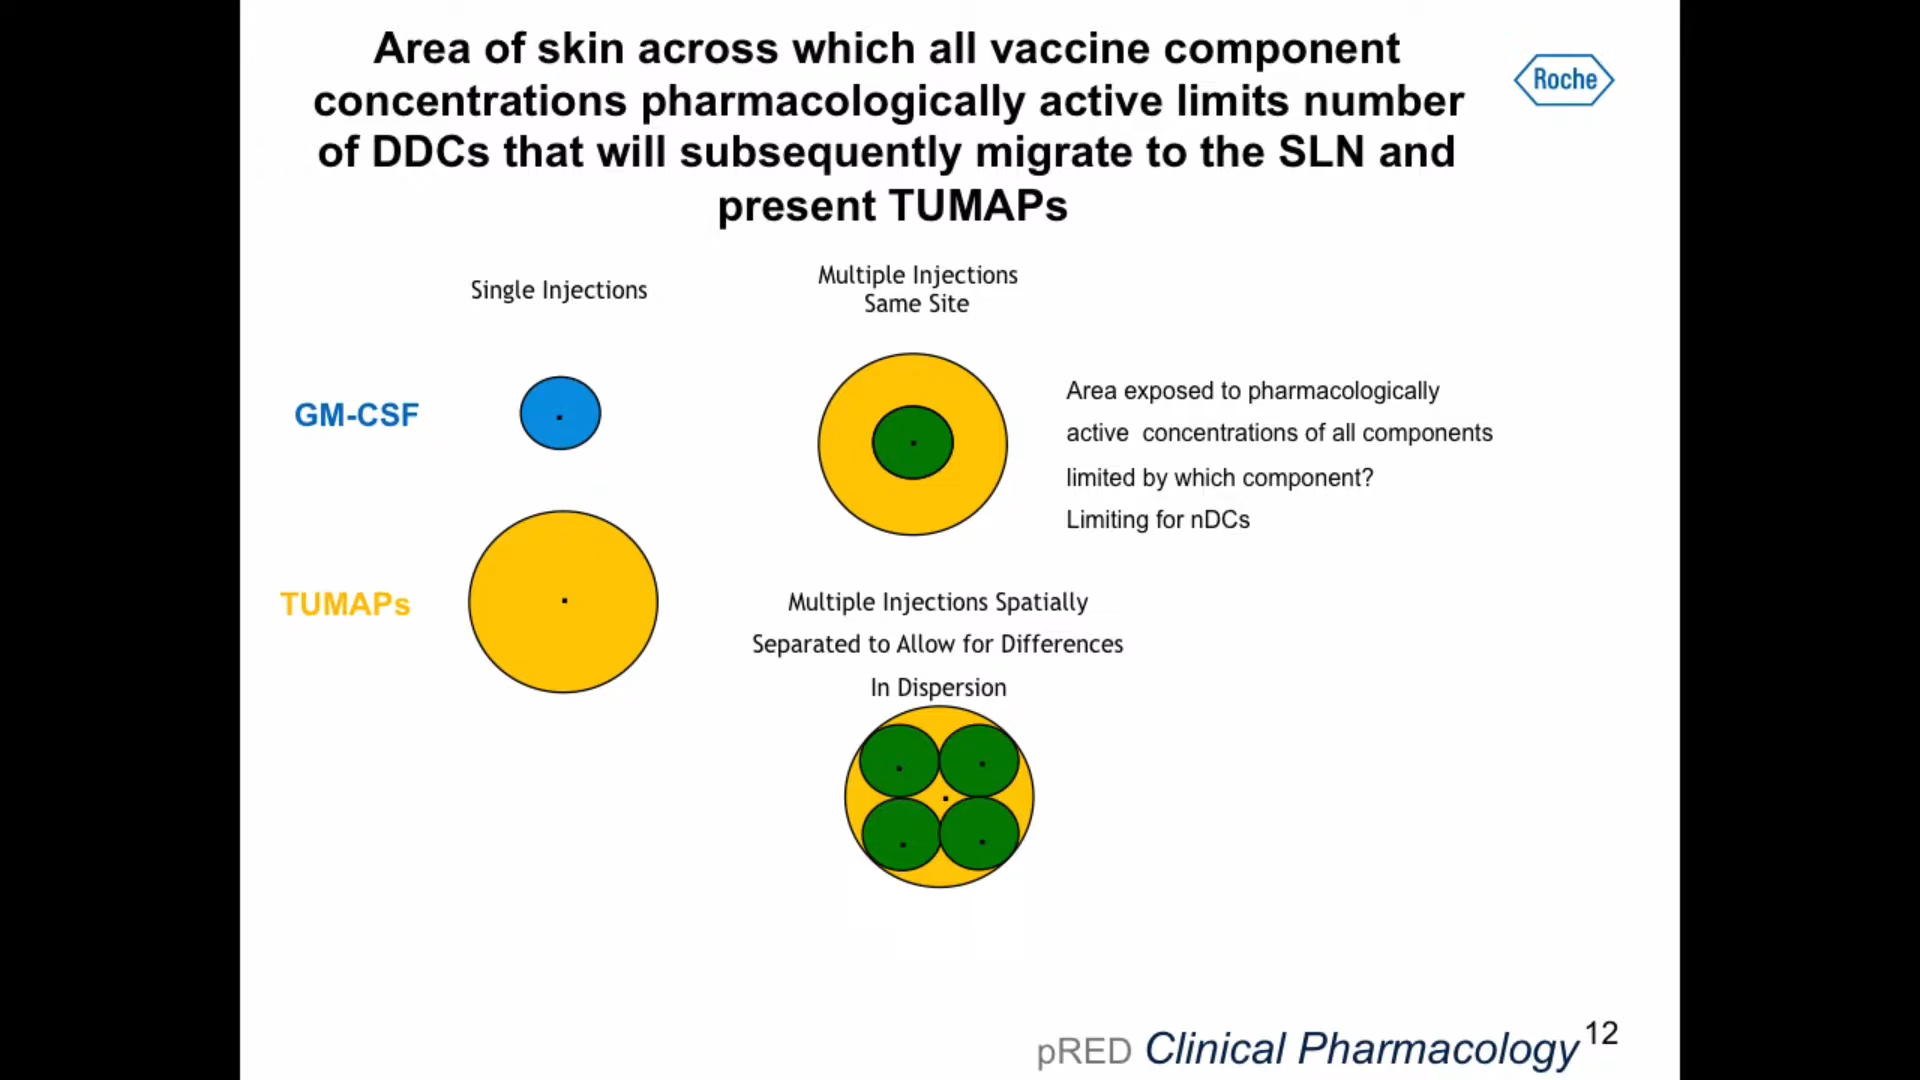 Area of skin across which all vaccine component
concentrations pharmacologically active limits number
of DDCs that will subsequently migrate to the SLN and
present TUMAPs
Roche
Single Injections
Multiple Injections
Same Site
GM-CSF
Area exposed to pharmacologically
active concentrations of all components
limited by which component?
Limiting for nDCs
TUMAPs
Multiple Injections Spatially
Separated to Allow for Differences
In Dispersion
pRED Clinical Pharmacology 12